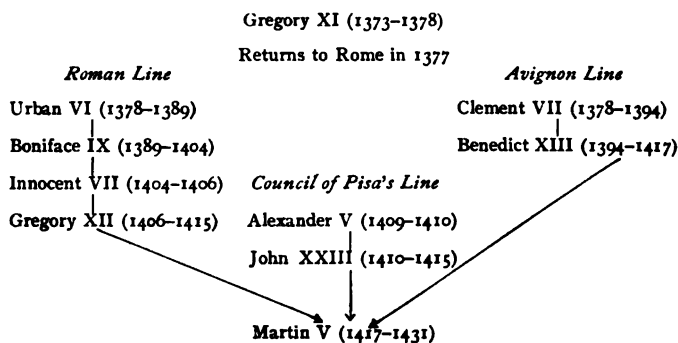 Gregory XI (1373–1378)
Returns to Rome in 1377
Roman Line
Urban VI (1378–1389)
Boniface IX (1389–1404)
Innocent VII (1404–1406)
Gregory XII (1406–1415)
Council of Pisa's Line
Alexander V (1409–1410)
John XXIII (1410–1415)
Avignon Line
Clement VII (1378–1394)
Benedict XIII (1394–1417)
Martin V (1417–1431)